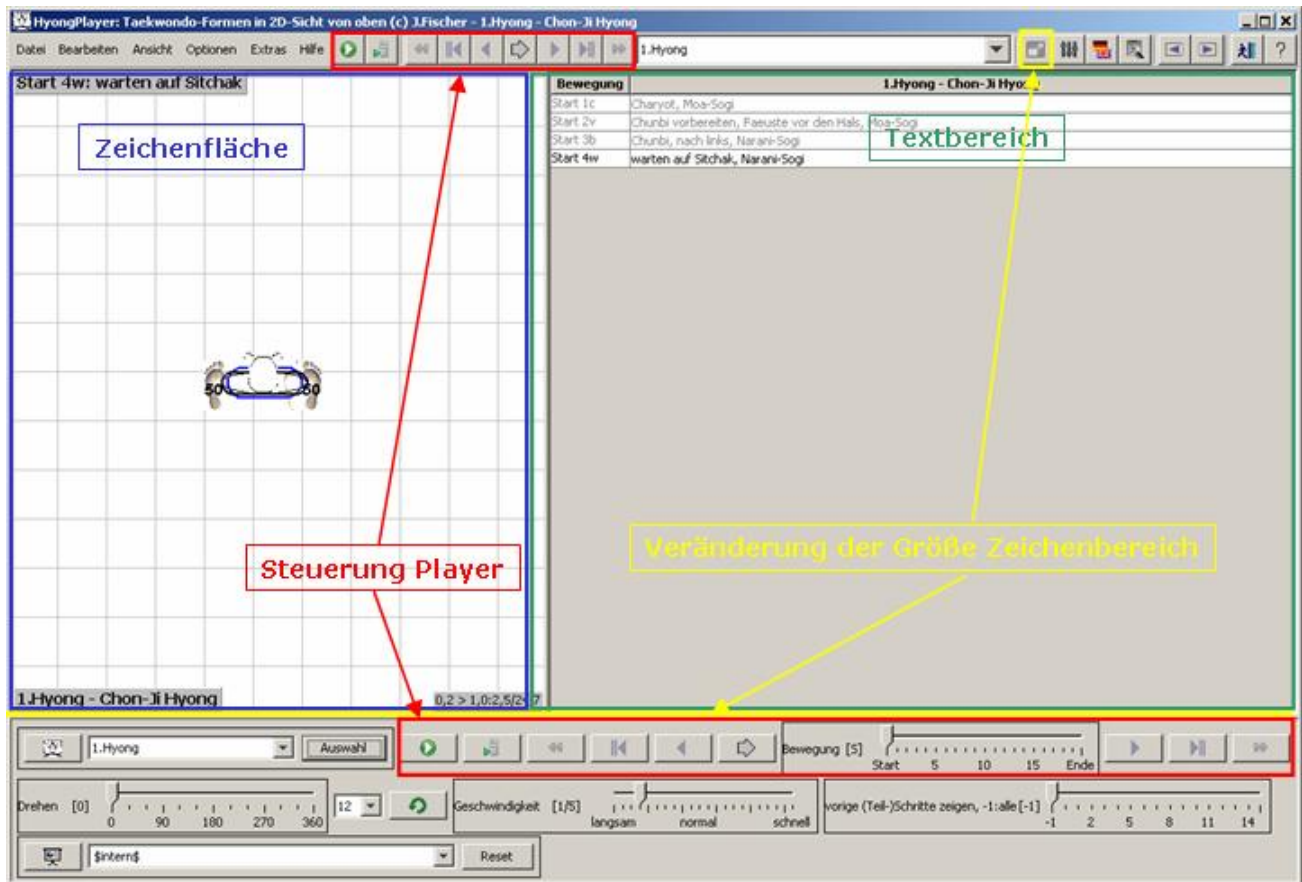 HyongPlayer: Taekwondo-Formen in 2D-Sicht von oben (c) J.Fischer - 1.Hyong - Chon-Ji Hyong
Datei Bearbeiten Ansicht Optionen Extras Hilfe 1.Hyong ?
Start 4w: warten auf Sitchak
Bewegung 1.Hyong - Chon-Ji Hyong
Start 1c Charyot, Moa-Sogi
Start 2v Chunbi vorbereiten, Faeuste vor den Hals, Moa-Sogi
Start 3b Chunbi, nach links, Narani-Sogi
Start 4w warten auf Sitchak, Narani-Sogi
Zeichenfläche
Textbereich
50 50
Veränderung der Größe Zeichenbereich
Steuerung Player
1.Hyong - Chon-Ji Hyong
1.Hyong Auswahl
Bewegung [S]
Start 5 10 15 Ende
Drehen [0]
0 90 180 270 360
12
Geschwindigkeit [1/5]
langsam normal schnell
vorige (Teil-)Schritte zeigen, -1:alle [-1]
-1 2 5 8 11 14
$intern$ Reset